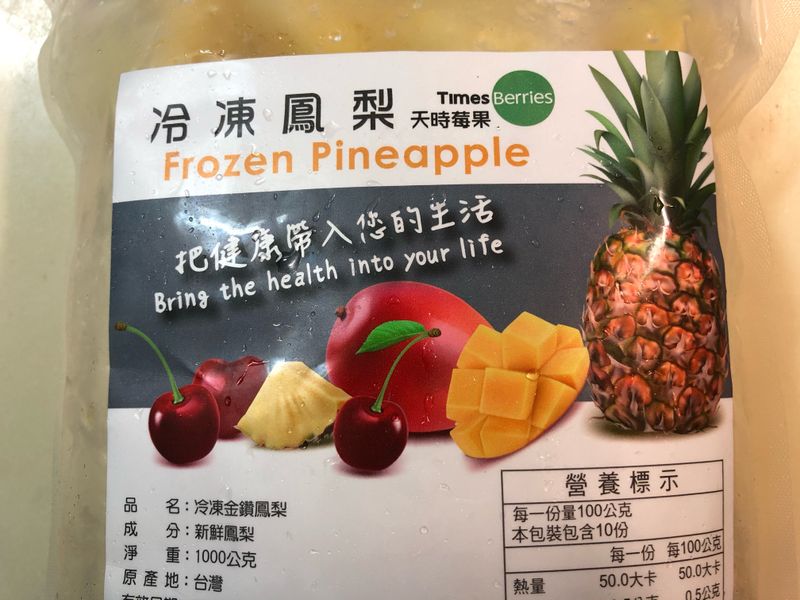 冷凍鳳梨
Times Berries
天時莓果
Frozen Pineapple
把健康帶入您的生活
Bring the health into your life
品名：冷凍金鑽鳳梨
成分：新鮮鳳梨
淨重：1000公克
原產地：台灣
營養標示
每一份量100公克
本包裝包含10份
每一份 每100公克
熱量 50.0大卡 50.0大卡
0.5公克